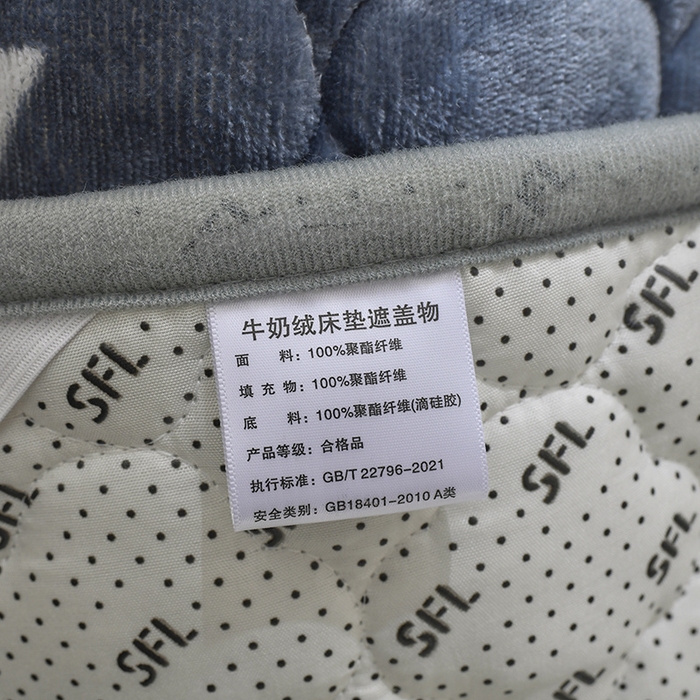 牛奶绒床垫遮盖物
面 料：100%聚酯纤维
填 充 物：100%聚酯纤维
底 料：100%聚酯纤维(滴硅胶)
产品等级：合格品
执行标准：GB/T 22796-2021
安全类别：GB18401-2010 A类
SFL
SFL
SFL
SFL
SFL
SFL
SFL